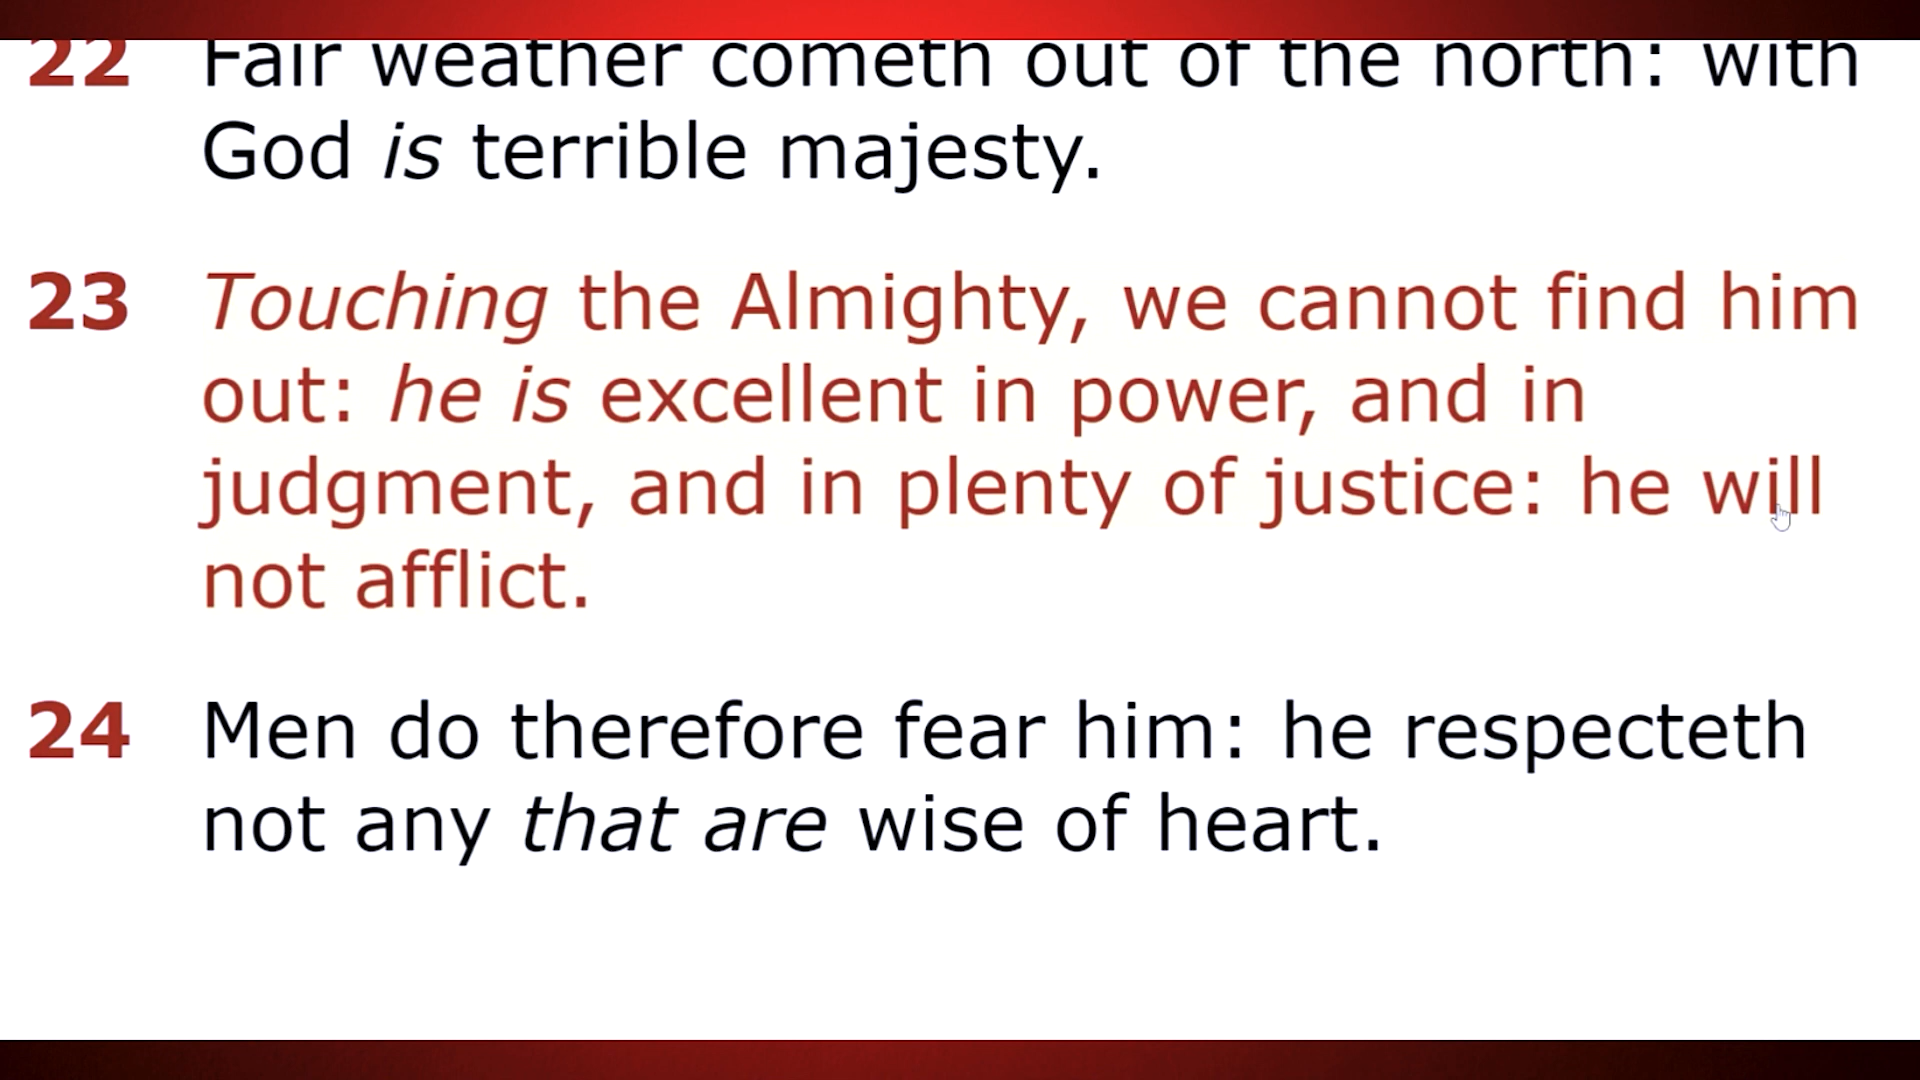 22 Fair weather cometh out of the north: with
God is terrible majesty.
23 Touching the Almighty, we cannot find him
out: he is excellent in power, and in
judgment, and in plenty of justice: he will
not afflict.
24 Men do therefore fear him: he respecteth
not any that are wise of heart.